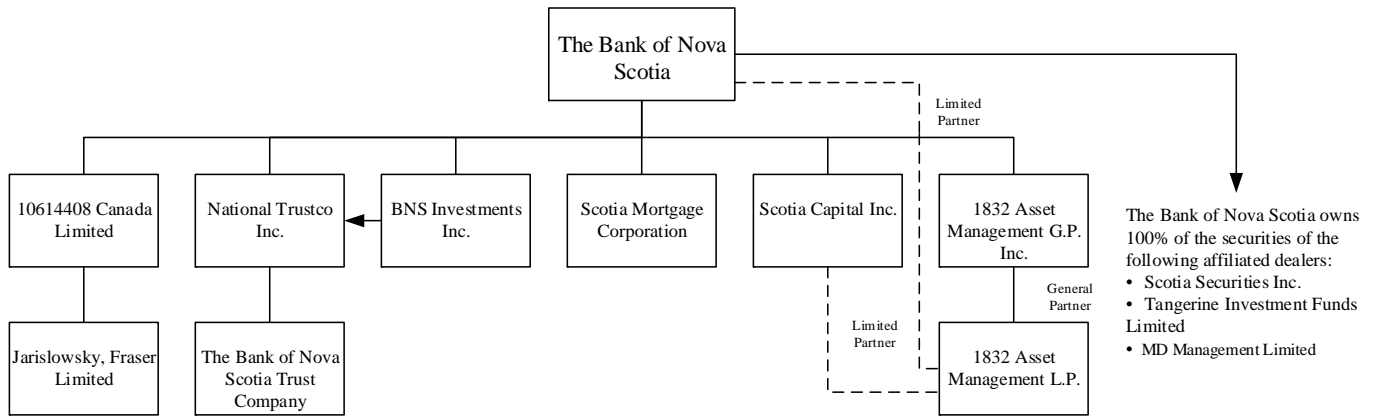 The Bank of Nova
Scotia
Limited
Partner
10614408 Canada
Limited
National Trustco
Inc.
BNS Investments
Inc.
Scotia Mortgage
Corporation
Scotia Capital Inc.
1832 Asset
Management G.P.
Inc.
The Bank of Nova Scotia owns
100% of the securities of the
following affiliated dealers:
• Scotia Securities Inc.
• Tangerine Investment Funds
Limited
• MD Management Limited
General
Partner
Limited
Partner
Jarislowsky, Fraser
Limited
The Bank of Nova
Scotia Trust
Company
1832 Asset
Management L.P.